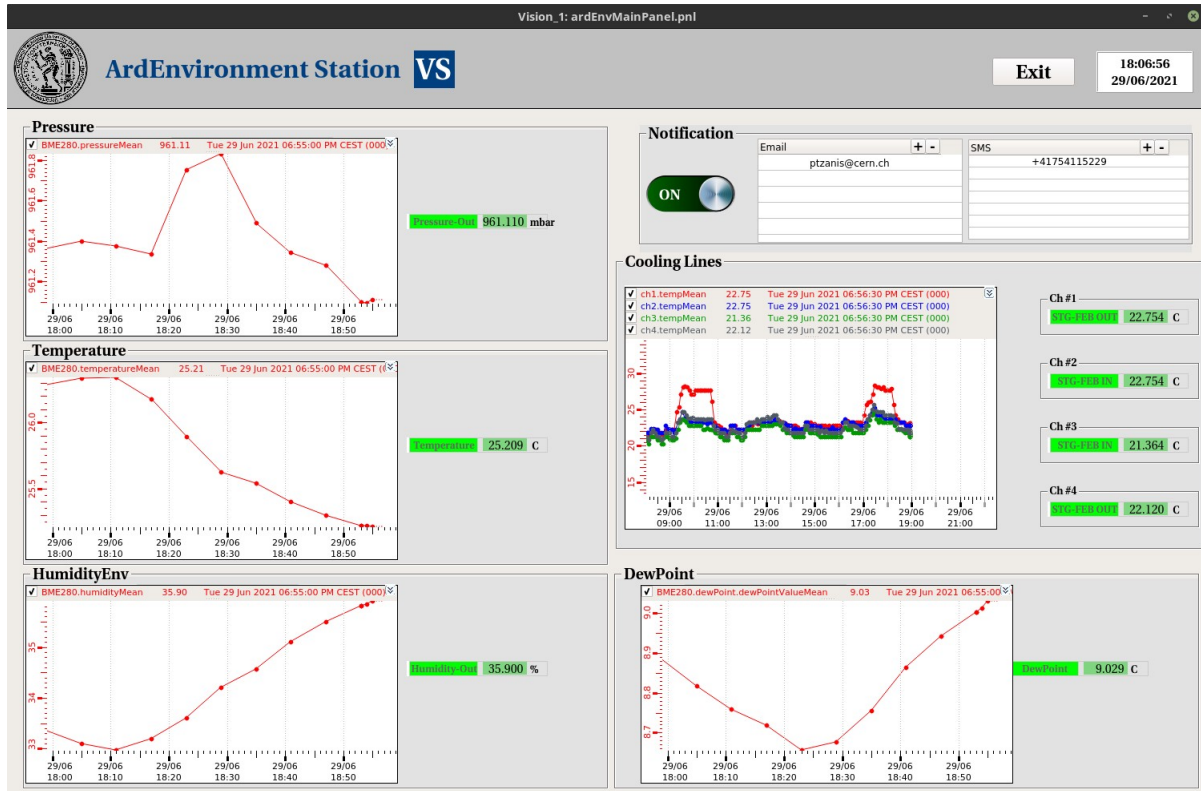 Vision_1: ardEnvMainPanel.pnl
ArdEnvironment Station VS
Exit
18:06:56
29/06/2021
Pressure
BME280.pressureMean 961.11 Tue 29 Jun 2021 06:55:00 PM CEST (000)
961.8
961.6
961.4
961.2
29/06 29/06 29/06 29/06 29/06 29/06
18:00 18:10 18:20 18:30 18:40 18:50
Pressure-Out 961.110 mbar
Notification
ON
Email + -
ptzanis@cern.ch
SMS + -
+41754115229
Cooling Lines
ch1.tempMean 22.75 Tue 29 Jun 2021 06:56:30 PM CEST (000)
ch2.tempMean 22.75 Tue 29 Jun 2021 06:56:30 PM CEST (000)
ch3.tempMean 21.36 Tue 29 Jun 2021 06:56:30 PM CEST (000)
ch4.tempMean 22.12 Tue 29 Jun 2021 06:56:30 PM CEST (000)
30
25
20
15
29/06 29/06 29/06 29/06 29/06 29/06 29/06
09:00 11:00 13:00 15:00 17:00 19:00 21:00
Ch #1
STG-FEB OUT 22.754 C
Ch #2
STG-FEB IN 22.754 C
Ch #3
STG-FEB IN 21.364 C
Ch #4
STG-FEB OUT 22.120 C
Temperature
BME280.temperatureMean 25.21 Tue 29 Jun 2021 06:55:00 PM CEST
26.0
25.5
29/06 29/06 29/06 29/06 29/06 29/06
18:00 18:10 18:20 18:30 18:40 18:50
Temperature 25.209 C
HumidityEnv
BME280.humidityMean 35.90 Tue 29 Jun 2021 06:55:00 PM CEST (000)
35
34
33
29/06 29/06 29/06 29/06 29/06 29/06
18:00 18:10 18:20 18:30 18:40 18:50
Humidity-Out 35.900 %
DewPoint
BME280.dewPoint.dewPointValueMean 9.03 Tue 29 Jun 2021 06:55:00
9.0
8.9
8.8
8.7
29/06 29/06 29/06 29/06 29/06 29/06
18:00 18:10 18:20 18:30 18:40 18:50
DewPoint 9.029 C